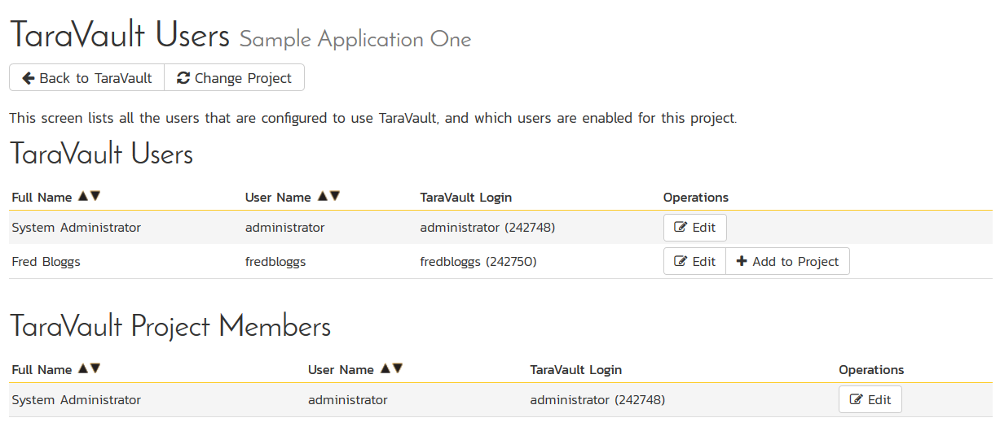 TaraVault Users Sample Application One
Back to TaraVault Change Project
This screen lists all the users that are configured to use TaraVault, and which users are enabled for this project.
TaraVault Users
Full Name User Name TaraVault Login Operations
System Administrator administrator administrator (242748) Edit
Fred Bloggs fredbloggs fredbloggs (242750) Edit Add to Project
TaraVault Project Members
Full Name User Name TaraVault Login Operations
System Administrator administrator administrator (242748) Edit